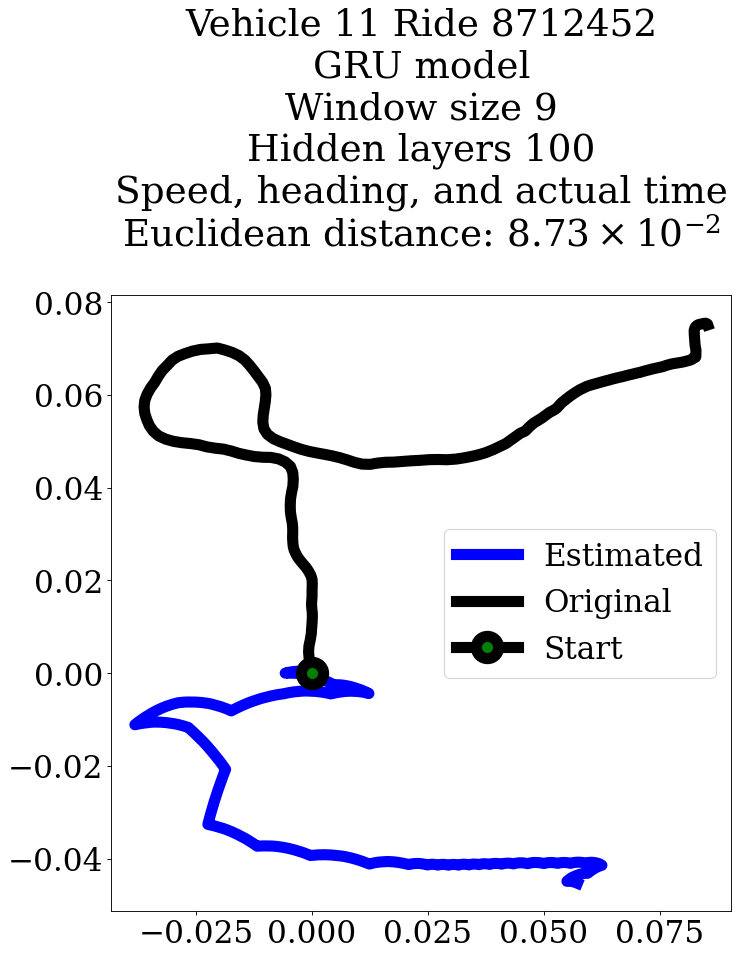 Vehicle 11 Ride 8712452
GRU model
Window size 9
Hidden layers 100
Speed, heading, and actual time
Euclidean distance: 8.73 × 10⁻²
0.08
0.06
0.04
0.02
0.00
−0.02
−0.04
Estimated
Original
Start
−0.025 0.000 0.025 0.050 0.075